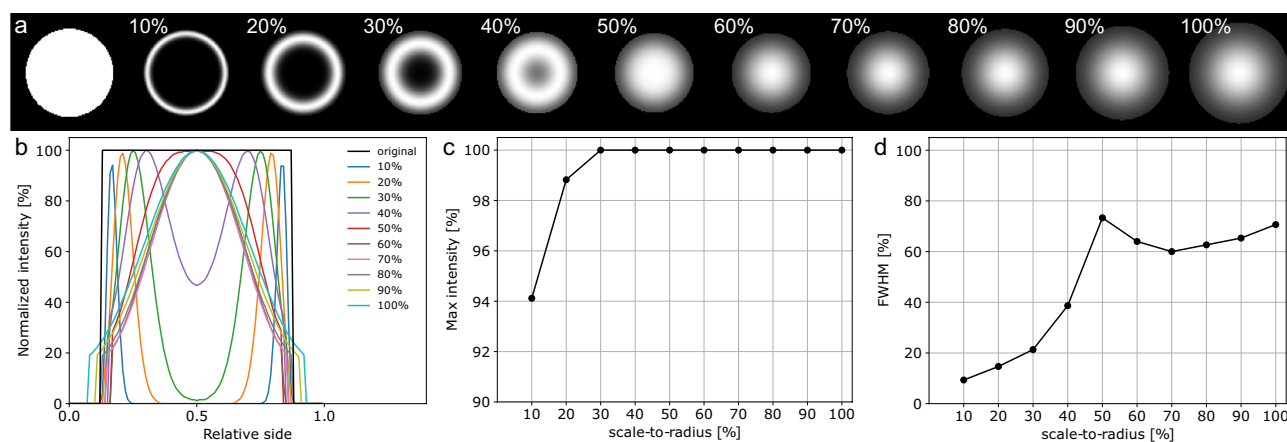 a 10% 20% 30% 40% 50% 60% 70% 80% 90% 100%
b
100
80
60
40
20
0
Normalized intensity [%]
0.0 0.5 1.0
Relative side
original
10%
20%
30%
40%
50%
60%
70%
80%
90%
100%
c
100
98
96
94
92
90
Max intensity [%]
10 20 30 40 50 60 70 80 90 100
scale-to-radius [%]
d
100
80
60
40
20
0
FWHM [%]
10 20 30 40 50 60 70 80 90 100
scale-to-radius [%]